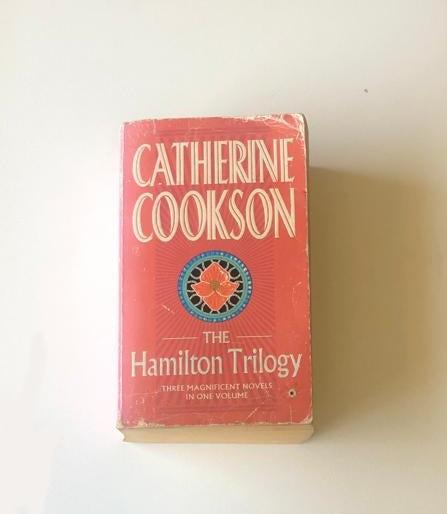 CATHERINE
COOKSON
THE
Hamilton Trilogy
THREE MAGNIFICENT NOVELS
IN ONE VOLUME